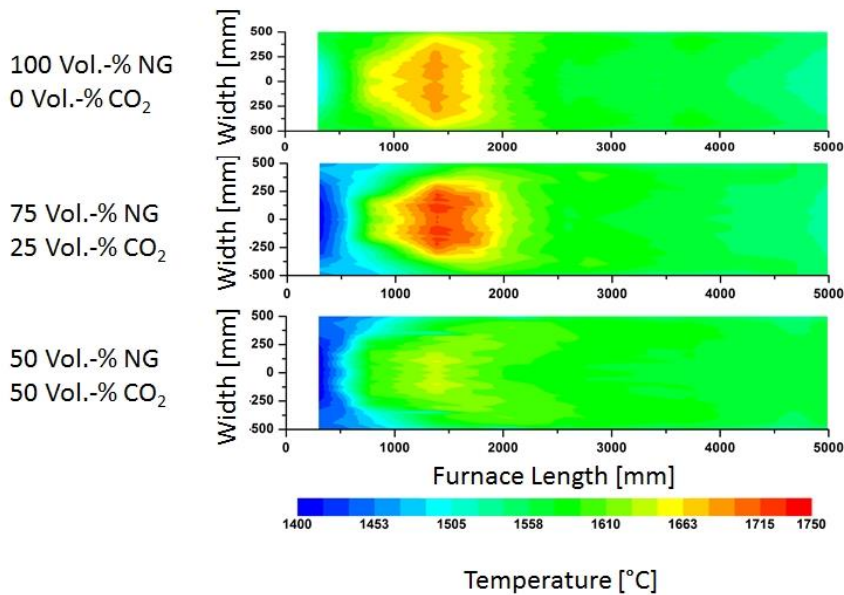 100 Vol.-% NG
0 Vol.-% CO₂
Width [mm]
500
250
0
250
500
0 1000 2000 3000 4000 5000
75 Vol.-% NG
25 Vol.-% CO₂
Width [mm]
500
250
0
-250
-500
0 1000 2000 3000 4000 5000
50 Vol.-% NG
50 Vol.-% CO₂
Width [mm]
500
250
0
-250
-500
0 1000 2000 3000 4000 5000
Furnace Length [mm]
1400 1453 1505 1558 1610 1663 1715 1750
Temperature [°C]